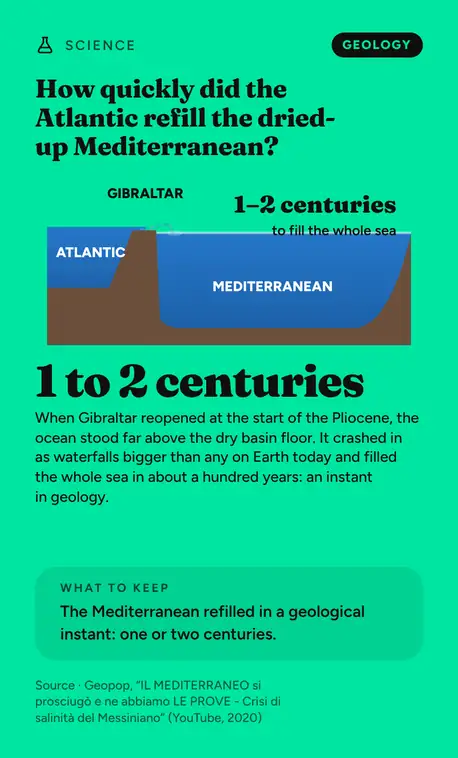 SCIENCE
GEOLOGY
How quickly did the
Atlantic refill the dried-
up Mediterranean?
GIBRALTAR
1–2 centuries
to fill the whole sea
ATLANTIC
MEDITERRANEAN
1 to 2 centuries
When Gibraltar reopened at the start of the Pliocene, the
ocean stood far above the dry basin floor. It crashed in
as waterfalls bigger than any on Earth today and filled
the whole sea in about a hundred years: an instant
in geology.
WHAT TO KEEP
The Mediterranean refilled in a geological
instant: one or two centuries.
Source · Geopop, “IL MEDITERRANEO si
prosciugò e ne abbiamo LE PROVE - Crisi di
salinità del Messiniano” (YouTube, 2020)